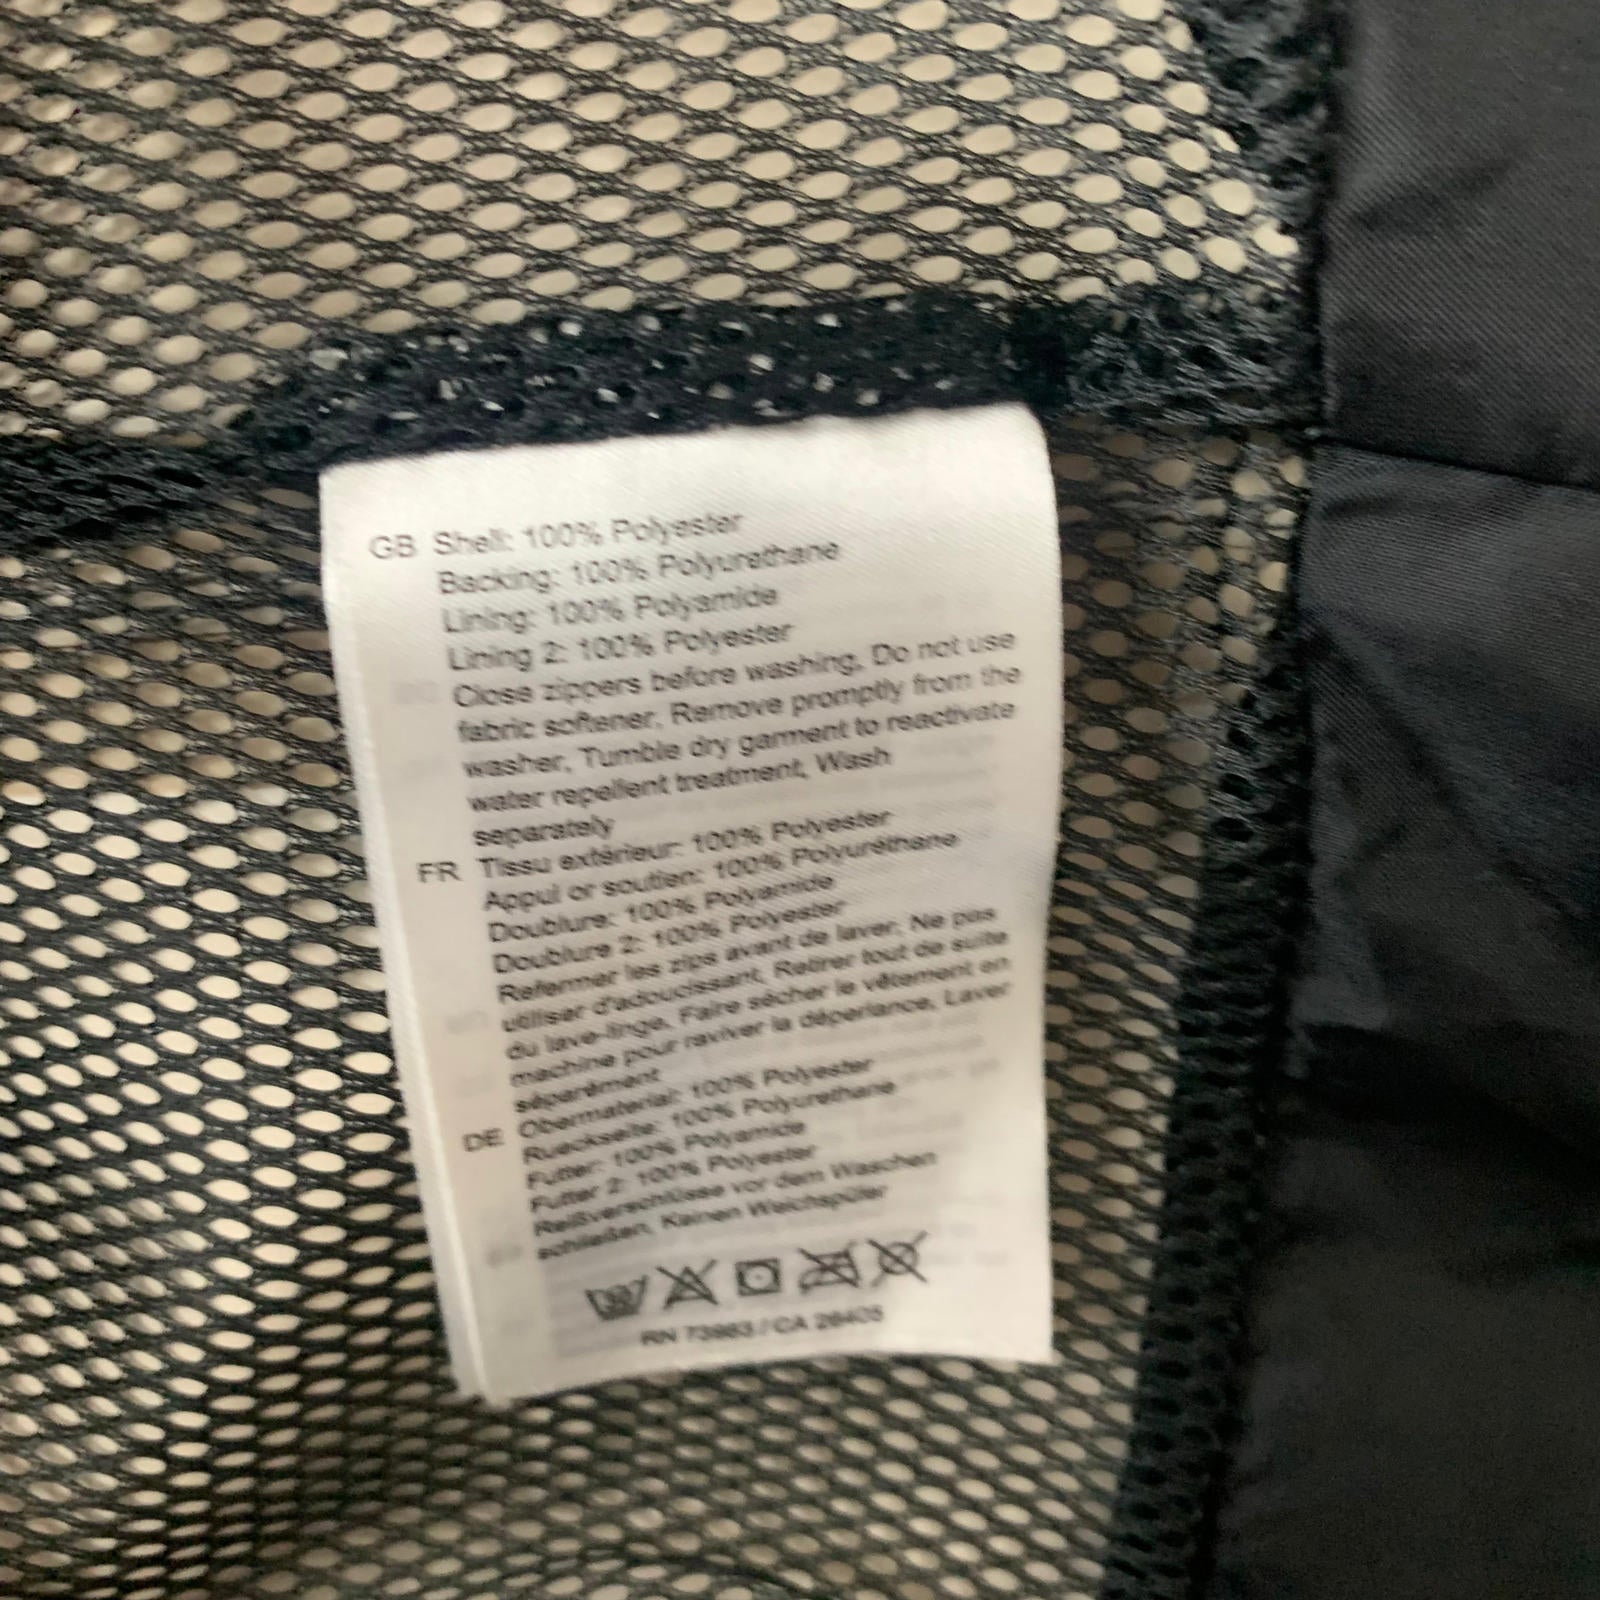 GB Shell: 100% Polyester
Backing: 100% Polyurethane
Lining: 100% Polyamide
Lining 2: 100% Polyester
Close zippers before washing, Do not use
fabric softener, Remove promptly from the
washer, Tumble dry garment to reactivate
water repellent treatment, Wash
separately
FR Tissu extérieur: 100% Polyester
Appui or soutien: 100% Polyuréthane
Doublure: 100% Polyamide
Doublure 2: 100% Polyester
Refermer les zips avant de laver, Ne pas
utiliser d'adoucissant, Retirer tout de suite
du lave-linge, Faire sécher le vêtement en
machine pour raviver la déperlance, Laver
séparément
DE Obermaterial: 100% Polyester
Rueckseite: 100% Polyurethane
Futter: 100% Polyamide
Futter 2: 100% Polyester
Reißverschlüsse vor dem Waschen
schließen, Keinen Weichspüler
RN 73983 / CA 28405